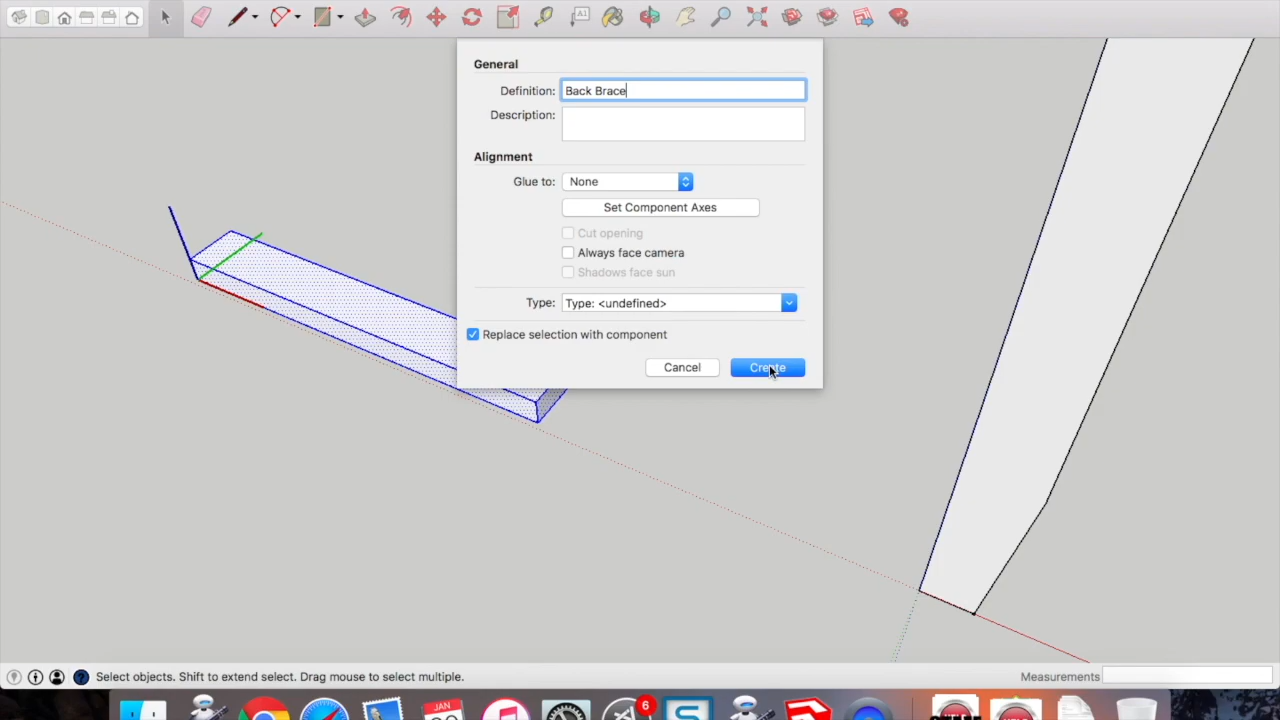 A1
General
Definition: Back Brace
Description:
Alignment
Glue to: None
Set Component Axes
Cut opening
Always face camera
Shadows face sun
Type: Type: <undefined>
Replace selection with component
Cancel Create
Select objects. Shift to extend select. Drag mouse to select multiple. Measurements
JAN 6 S